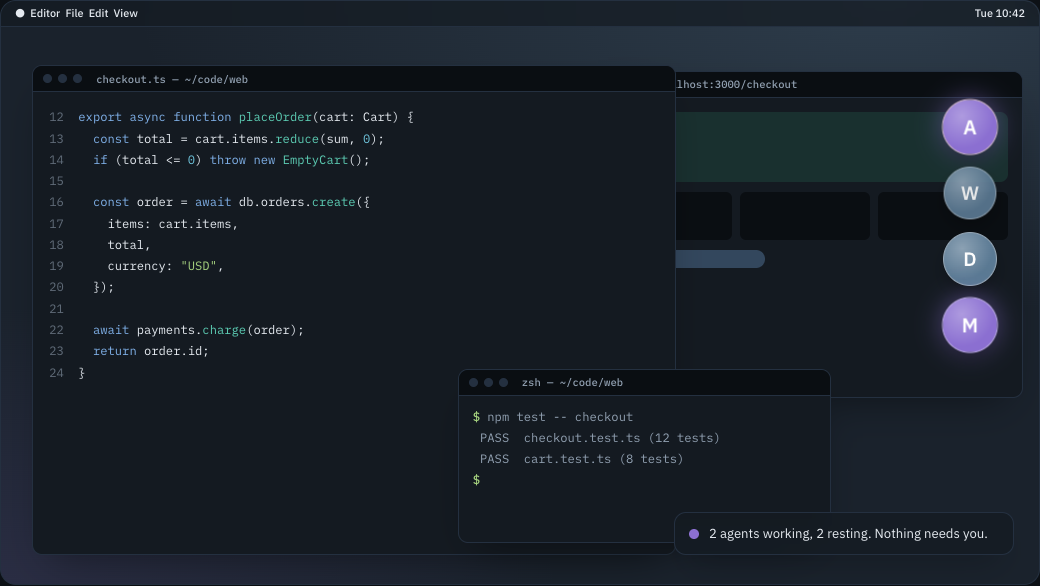 Editor File Edit View
Tue 10:42
checkout.ts — ~/code/web
12 export async function placeOrder(cart: Cart) {
13 const total = cart.items.reduce(sum, 0);
14 if (total <= 0) throw new EmptyCart();
15
16 const order = await db.orders.create({
17 items: cart.items,
18 total,
19 currency: "USD",
20 });
21
22 await payments.charge(order);
23 return order.id;
24 }
lhost:3000/checkout
A
W
D
M
zsh — ~/code/web
$ npm test -- checkout
PASS checkout.test.ts (12 tests)
PASS cart.test.ts (8 tests)
$
2 agents working, 2 resting. Nothing needs you.